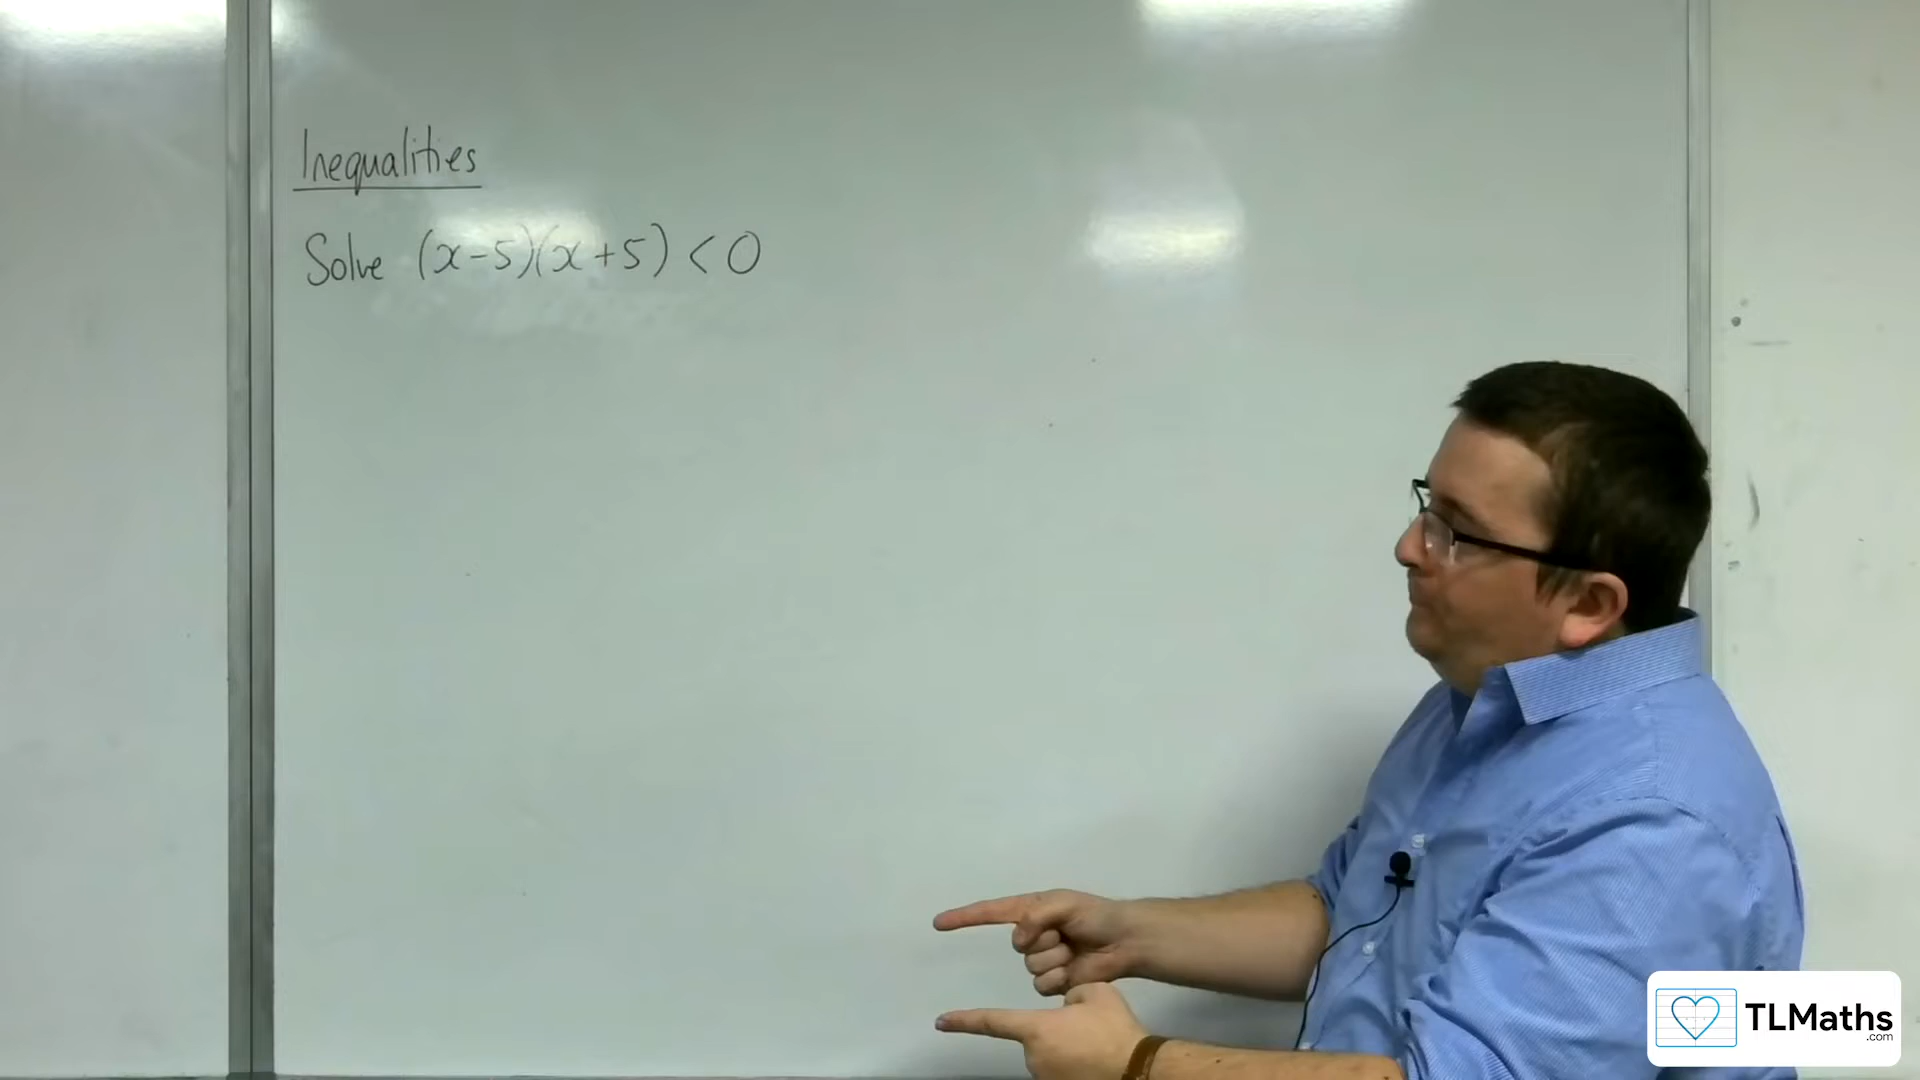 Inequalities
Solve (x-5)(x+5) < 0
TLMaths
.com